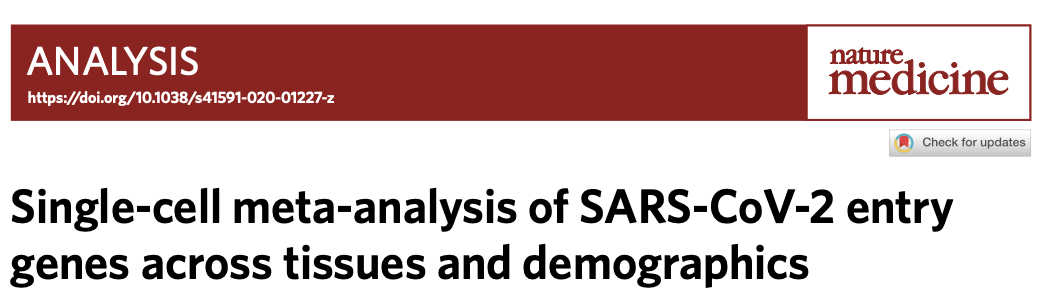 ANALYSIS
https://doi.org/10.1038/s41591-020-01227-z
nature
medicine
Check for updates
Single-cell meta-analysis of SARS-CoV-2 entry
genes across tissues and demographics